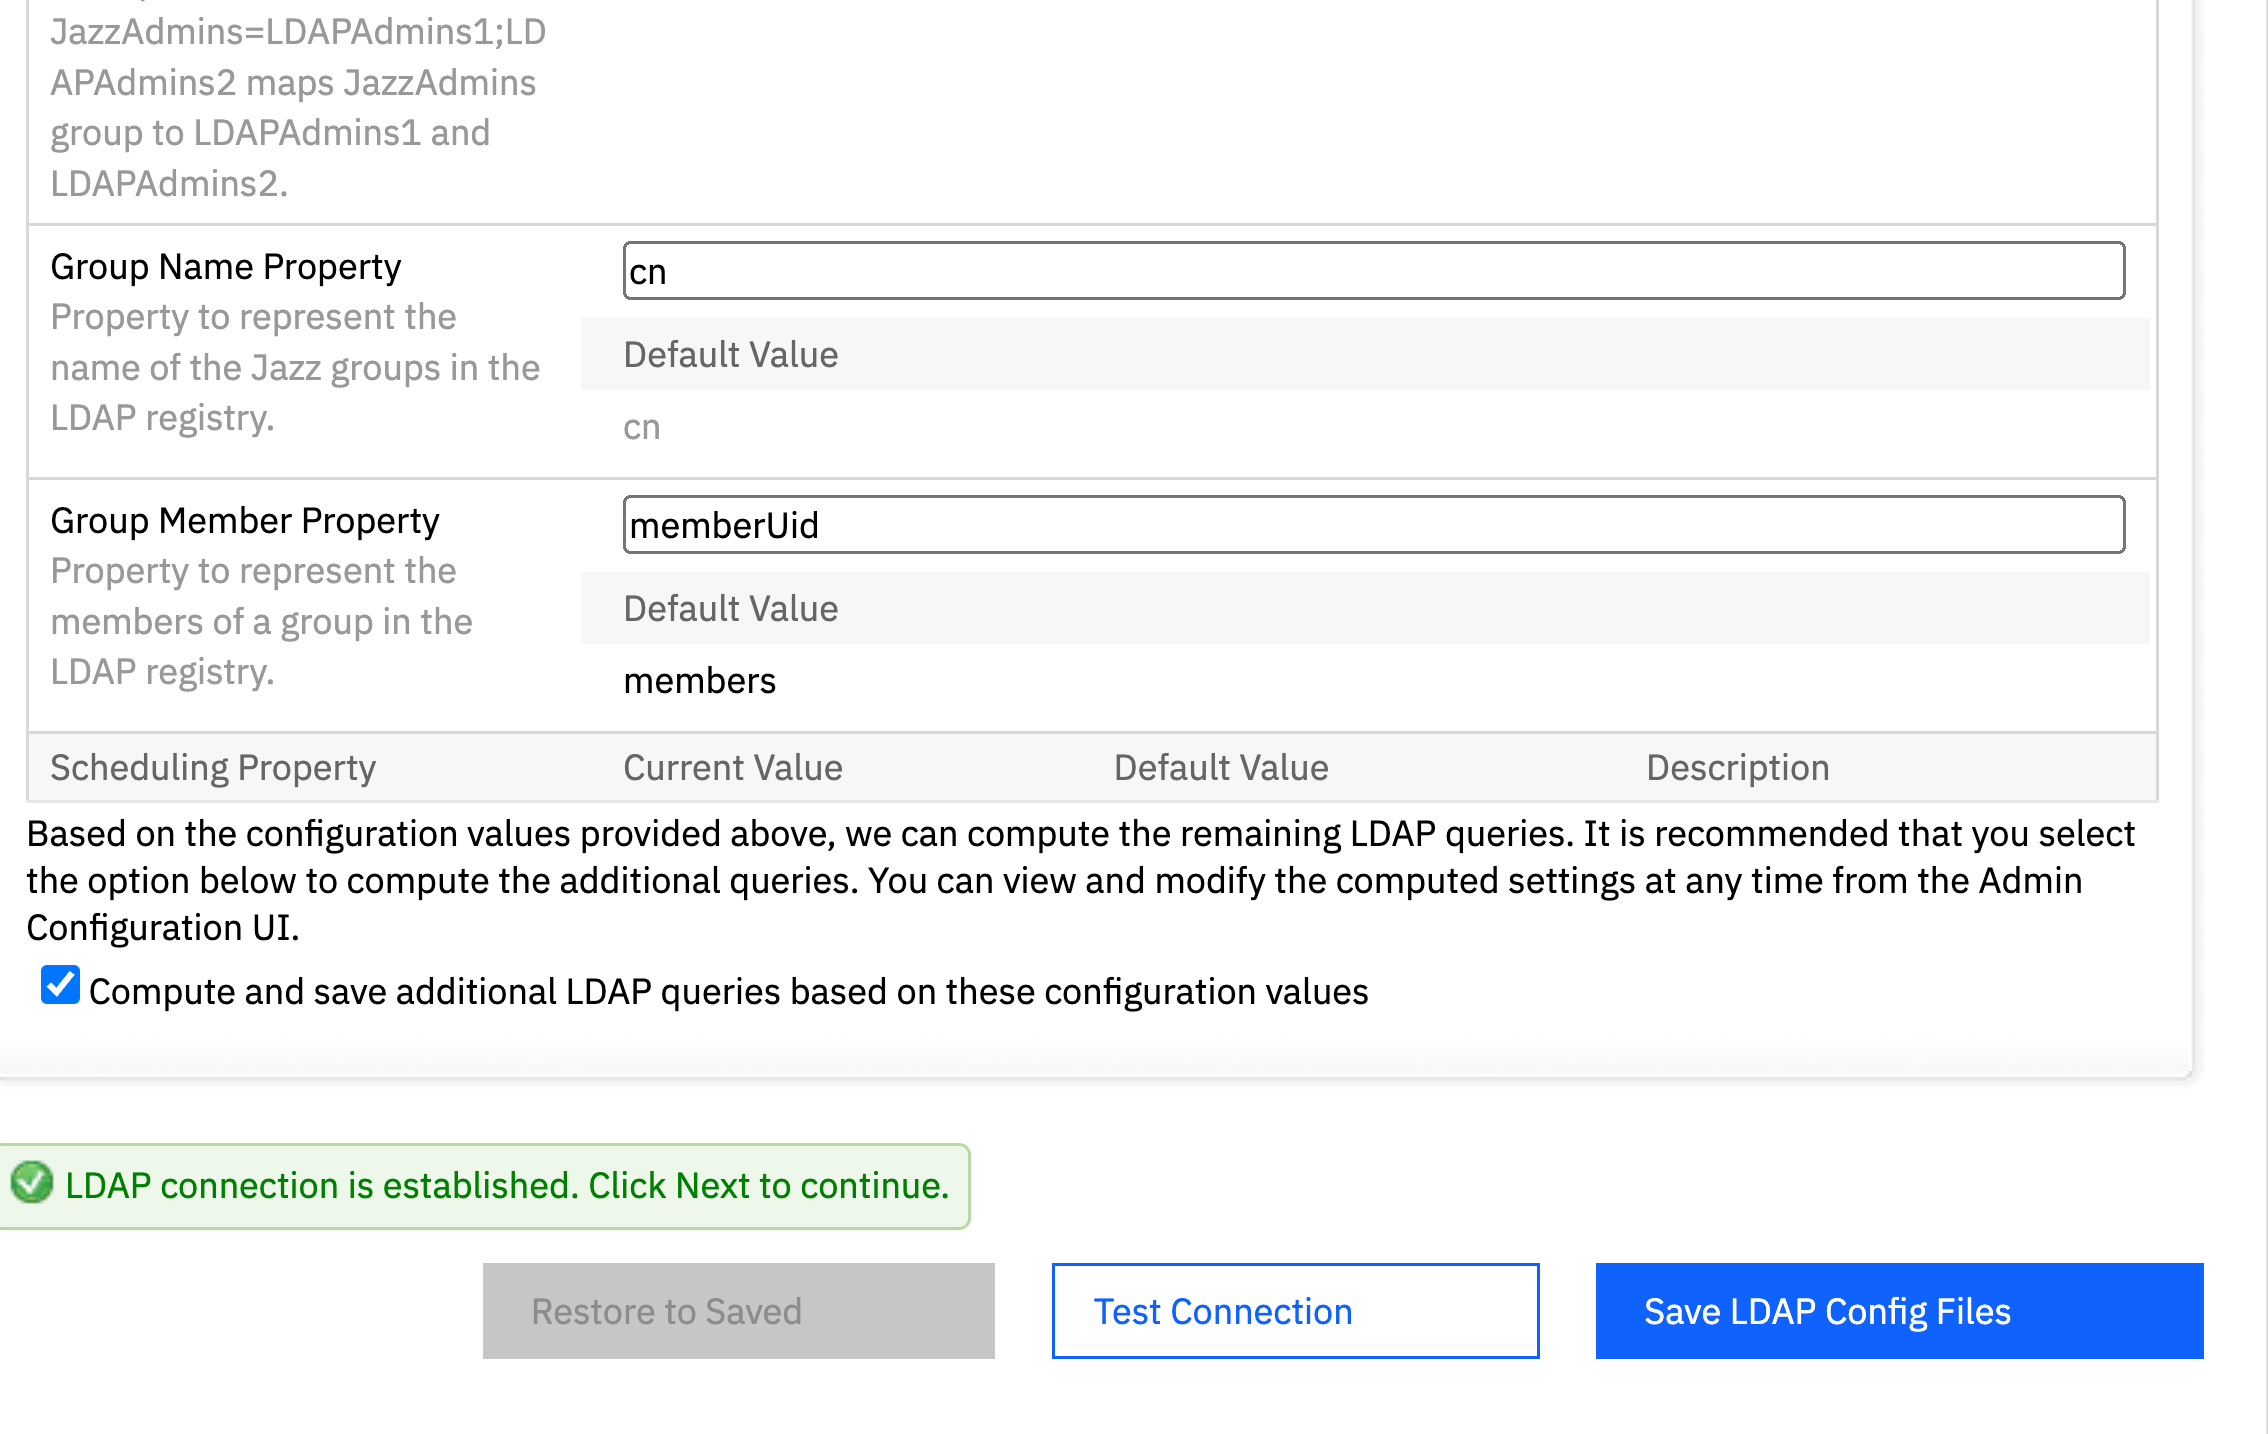 JazzAdmins=LDAPAdmins1;LD
APAdmins2 maps JazzAdmins
group to LDAPAdmins1 and
LDAPAdmins2.
Group Name Property
Property to represent the
name of the Jazz groups in the
LDAP registry.
cn
Default Value
cn
Group Member Property
Property to represent the
members of a group in the
LDAP registry.
memberUid
Default Value
members
Scheduling Property Current Value Default Value Description
Based on the configuration values provided above, we can compute the remaining LDAP queries. It is recommended that you select
the option below to compute the additional queries. You can view and modify the computed settings at any time from the Admin
Configuration UI.
Compute and save additional LDAP queries based on these configuration values
LDAP connection is established. Click Next to continue.
Restore to Saved Test Connection Save LDAP Config Files